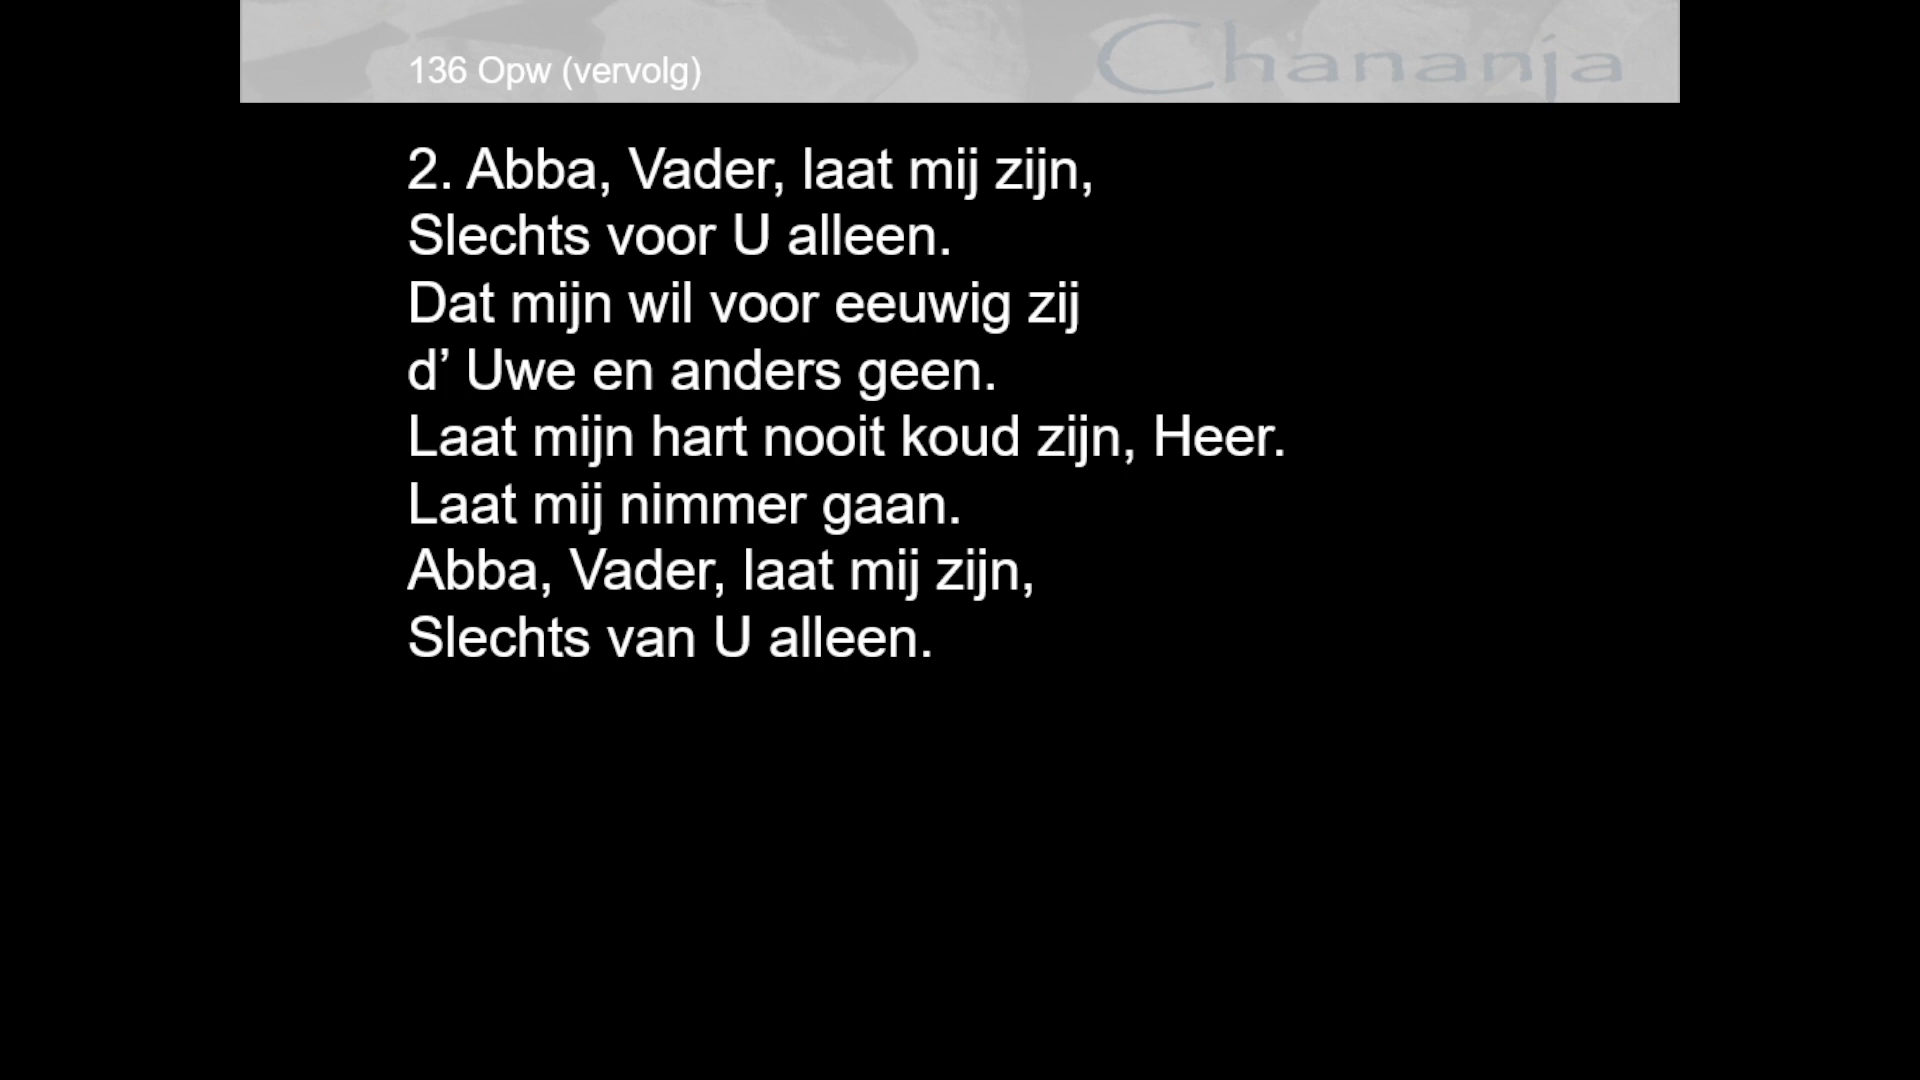 136 Opw (vervolg)
Chananja
2. Abba, Vader, laat mij zijn,
Slechts voor U alleen.
Dat mijn wil voor eeuwig zij
d’ Uwe en anders geen.
Laat mijn hart nooit koud zijn, Heer.
Laat mij nimmer gaan.
Abba, Vader, laat mij zijn,
Slechts van U alleen.